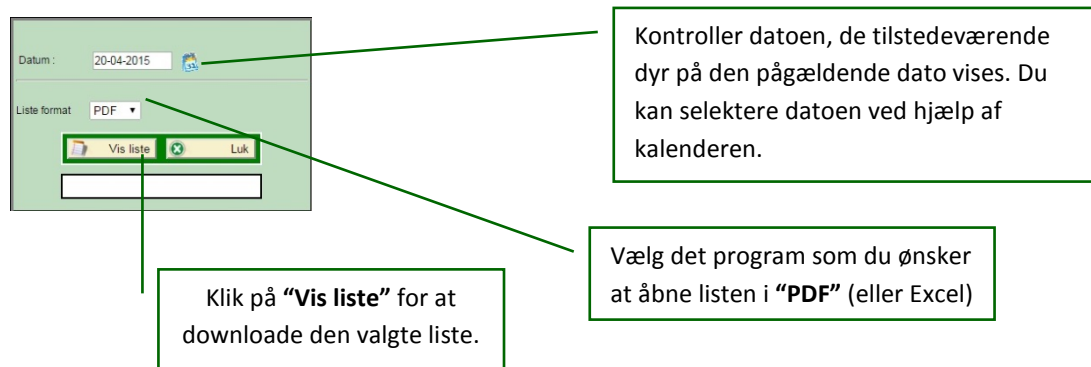 Datum : 20-04-2015
Liste format PDF
Vis liste Luk
Kontroller datoen, de tilstedeværende
dyr på den pågældende dato vises. Du
kan selektere datoen ved hjælp af
kalenderen.
Vælg det program som du ønsker
at åbne listen i “PDF” (eller Excel)
Klik på “Vis liste” for at
downloade den valgte liste.